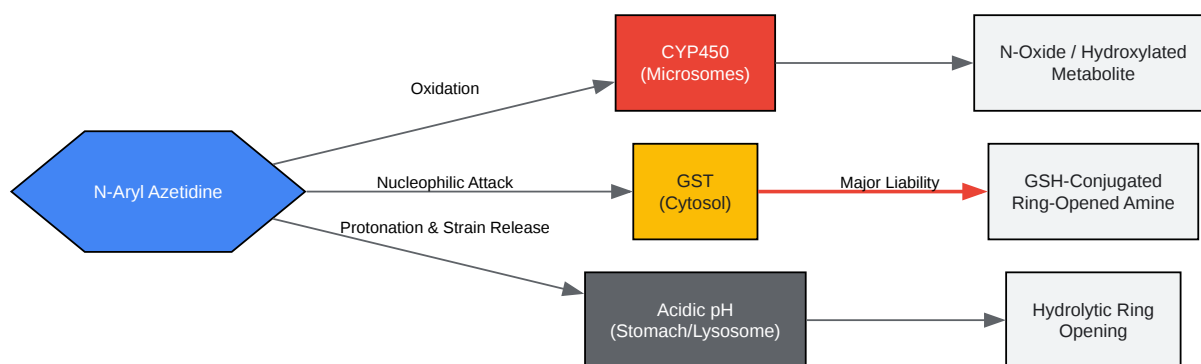 CYP450
(Microsomes)
N-Oxide / Hydroxylated
Metabolite
Oxidation
N-Aryl Azetidine
Nucleophilic Attack
GST
(Cytosol)
Major Liability
GSH-Conjugated
Ring-Opened Amine
Protonation & Strain Release
Acidic pH
(Stomach/Lysosome)
Hydrolytic Ring
Opening